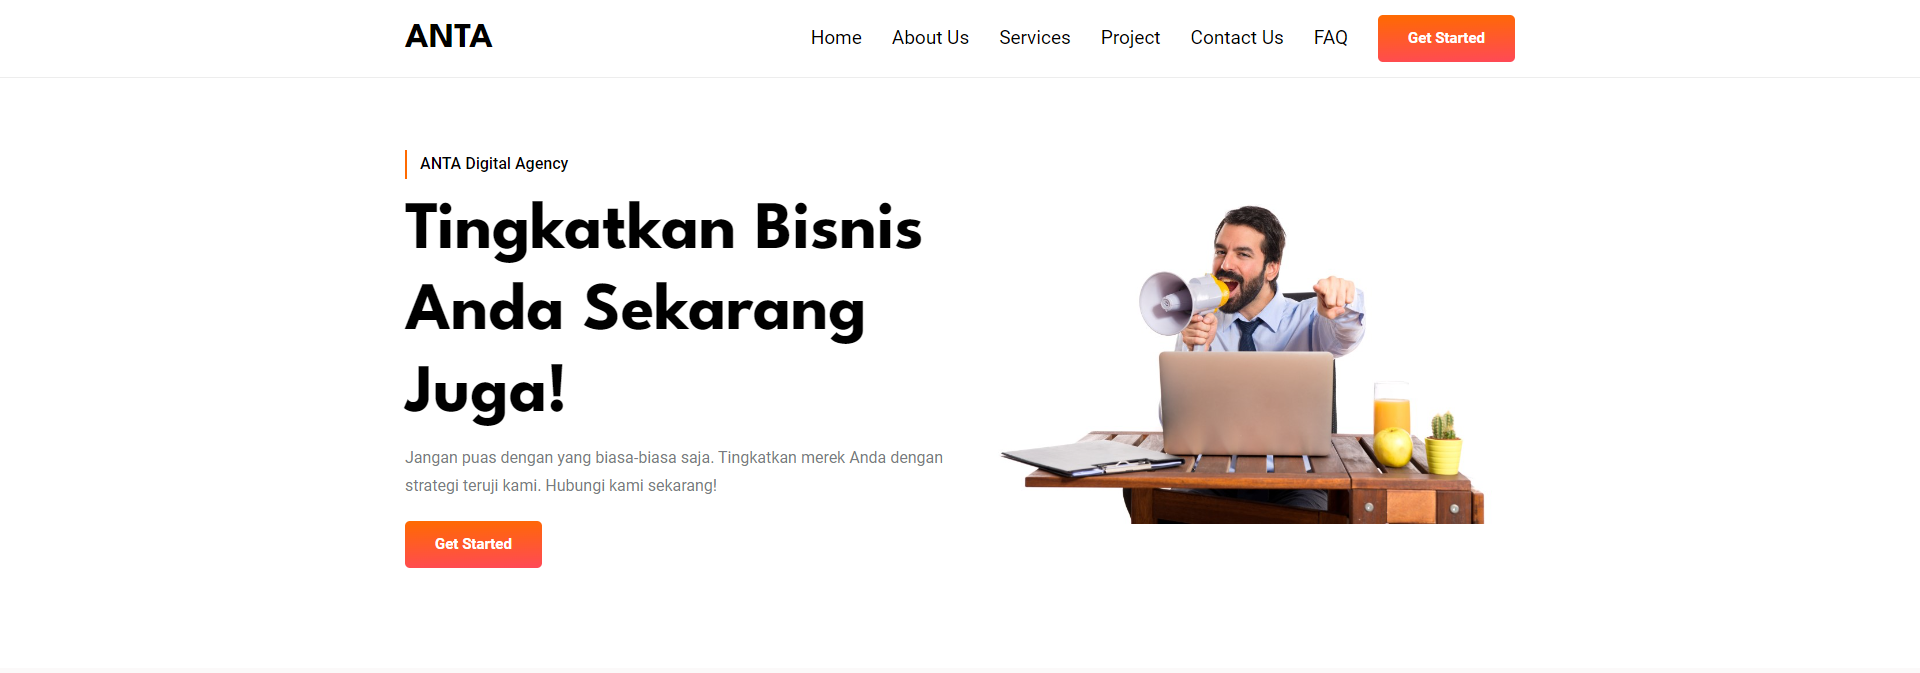 ANTA
Home About Us Services Project Contact Us FAQ Get Started
ANTA Digital Agency
Tingkatkan Bisnis
Anda Sekarang
Juga!
Jangan puas dengan yang biasa-biasa saja. Tingkatkan merek Anda dengan
strategi teruji kami. Hubungi kami sekarang!
Get Started